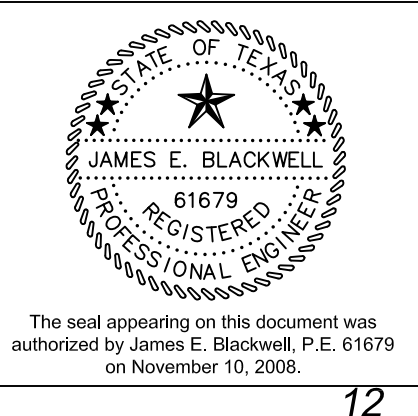 STATE OF TEXAS
JAMES E. BLACKWELL
61679
REGISTERED
PROFESSIONAL ENGINEER
The seal appearing on this document was
authorized by James E. Blackwell, P.E. 61679
on November 10, 2008.
12